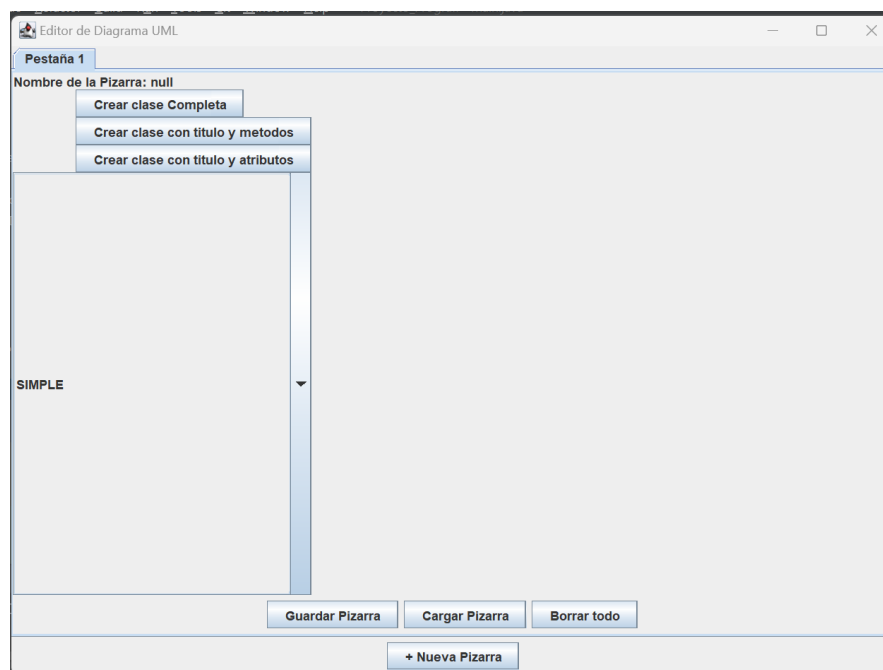 Editor de Diagrama UML
Pestaña 1
Nombre de la Pizarra: null
Crear clase Completa
Crear clase con titulo y metodos
Crear clase con titulo y atributos
SIMPLE
Guardar Pizarra Cargar Pizarra Borrar todo
+ Nueva Pizarra